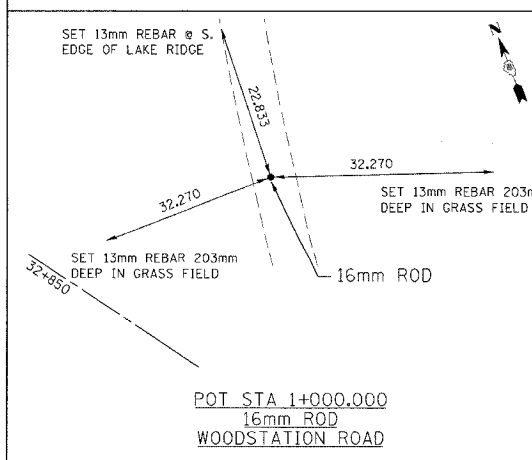 SET 13mm REBAR @ S.
EDGE OF LAKE RIDGE
N
22.833
32.270
32.270
SET 13mm REBAR 203m
DEEP IN GRASS FIELD
SET 13mm REBAR 203mm
DEEP IN GRASS FIELD
16mm ROD
32+850
POT STA 1+000.000
16mm ROD
WOODSTATION ROAD